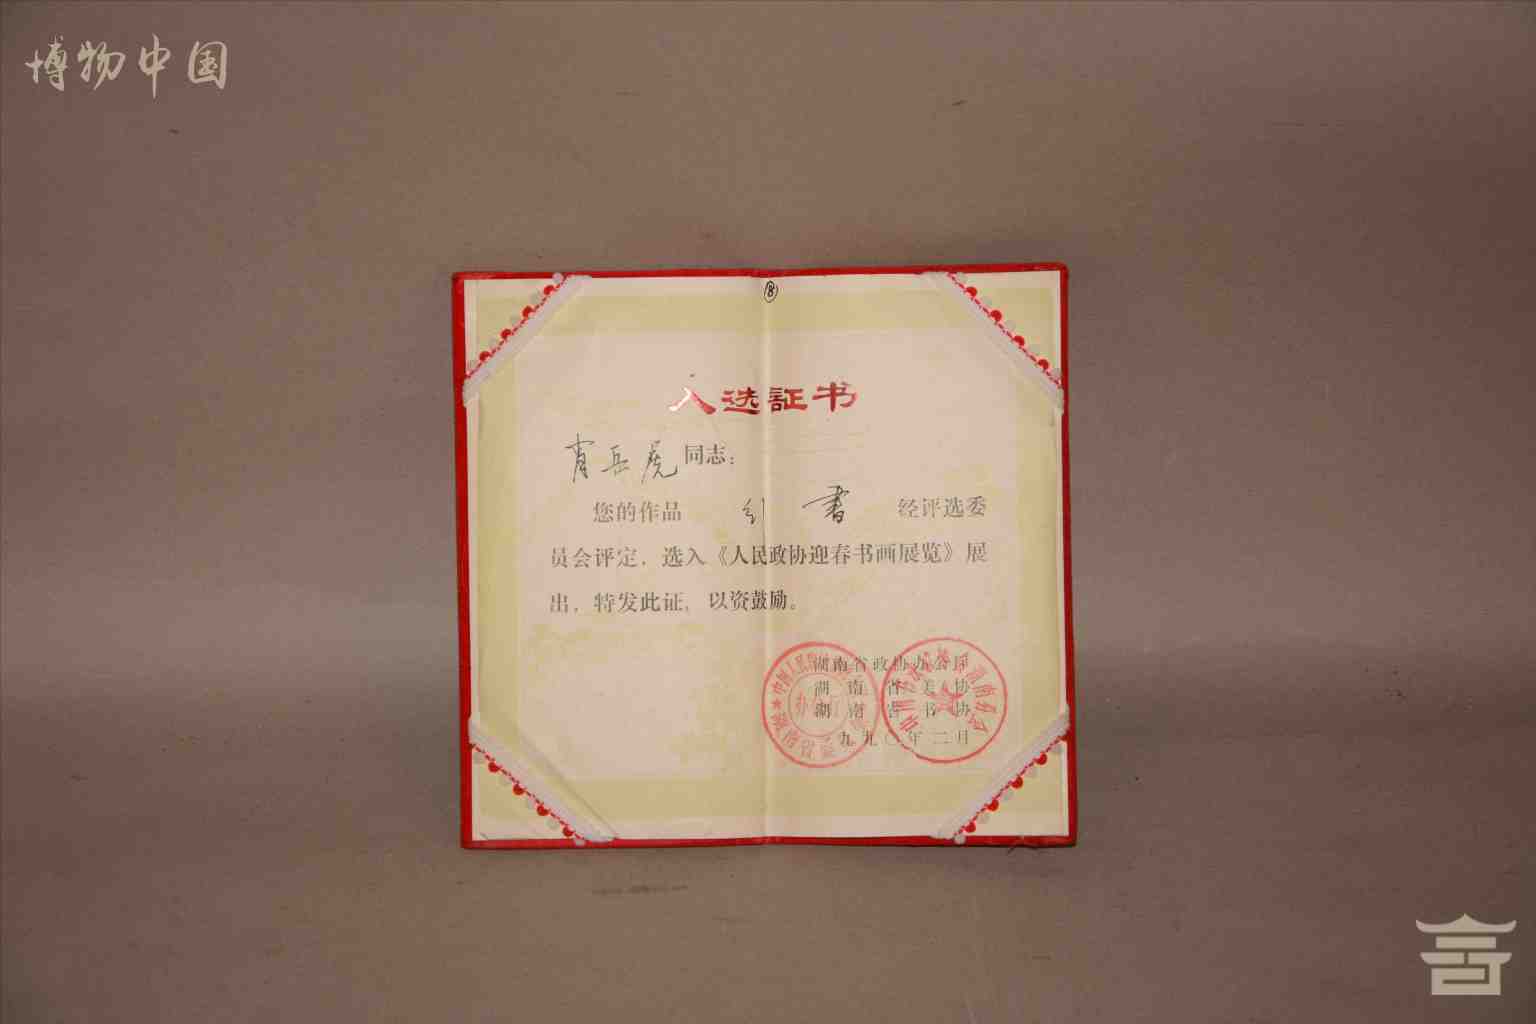 博物中国
⑱
入选証书
肖岳虎同志：
您的作品 书 经评选委
员会评定，选入《人民政协迎春书画展览》展
出，特发此证，以资鼓励。
湖南省政协办公厅
湖南省美协
湖南省书协
一九九〇年二月